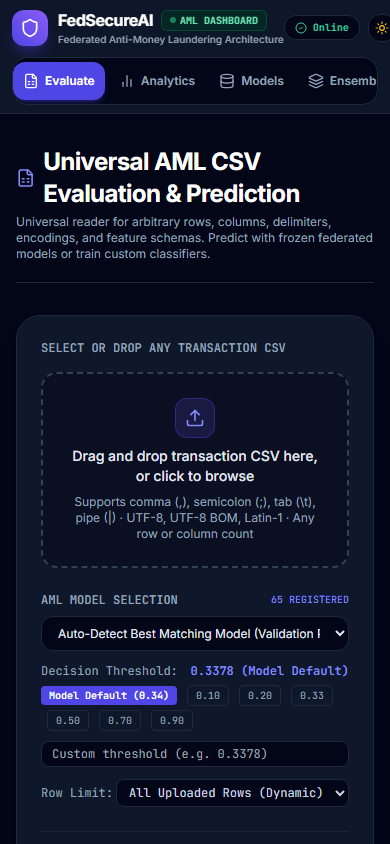 FedSecureAI
AML DASHBOARD
Federated Anti-Money Laundering Architecture
Online
Evaluate
Analytics
Models
Ensemb
Universal AML CSV
Evaluation & Prediction
Universal reader for arbitrary rows, columns, delimiters,
encodings, and feature schemas. Predict with frozen federated
models or train custom classifiers.
SELECT OR DROP ANY TRANSACTION CSV
Drag and drop transaction CSV here,
or click to browse
Supports comma (,), semicolon (;), tab (\t),
pipe (|) · UTF-8, UTF-8 BOM, Latin-1 · Any
row or column count
AML MODEL SELECTION
65 REGISTERED
Auto-Detect Best Matching Model (Validation F
Decision Threshold: 0.3378 (Model Default)
Model Default (0.34) 0.10 0.20 0.33
0.50 0.70 0.90
Custom threshold (e.g. 0.3378)
Row Limit: All Uploaded Rows (Dynamic)